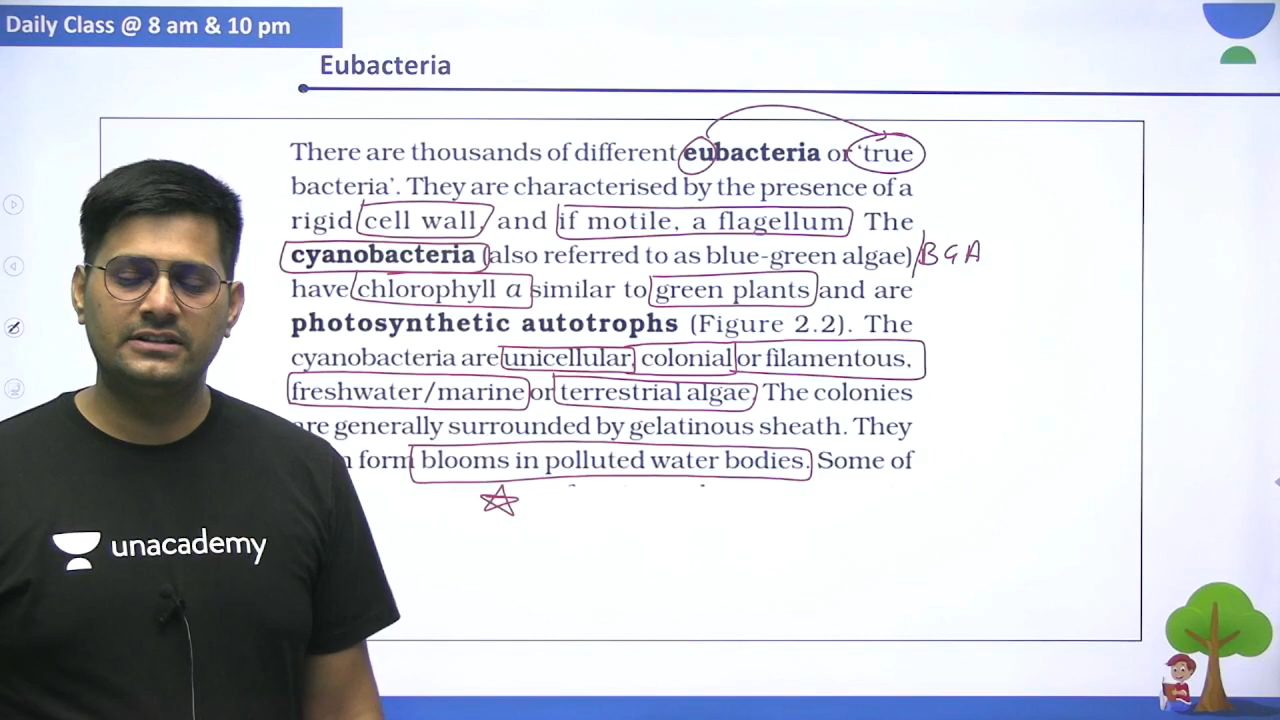 Daily Class @ 8 am & 10 pm
Eubacteria
There are thousands of different eubacteria or 'true
bacteria'. They are characterised by the presence of a
rigid cell wall, and if motile, a flagellum The
cyanobacteria (also referred to as blue-green algae) BGA
have chlorophyll a similar to green plants and are
photosynthetic autotrophs (Figure 2.2). The
cyanobacteria are unicellular, colonial or filamentous,
freshwater/marine or terrestrial algae. The colonies
are generally surrounded by gelatinous sheath. They
form blooms in polluted water bodies. Some of
unacademy